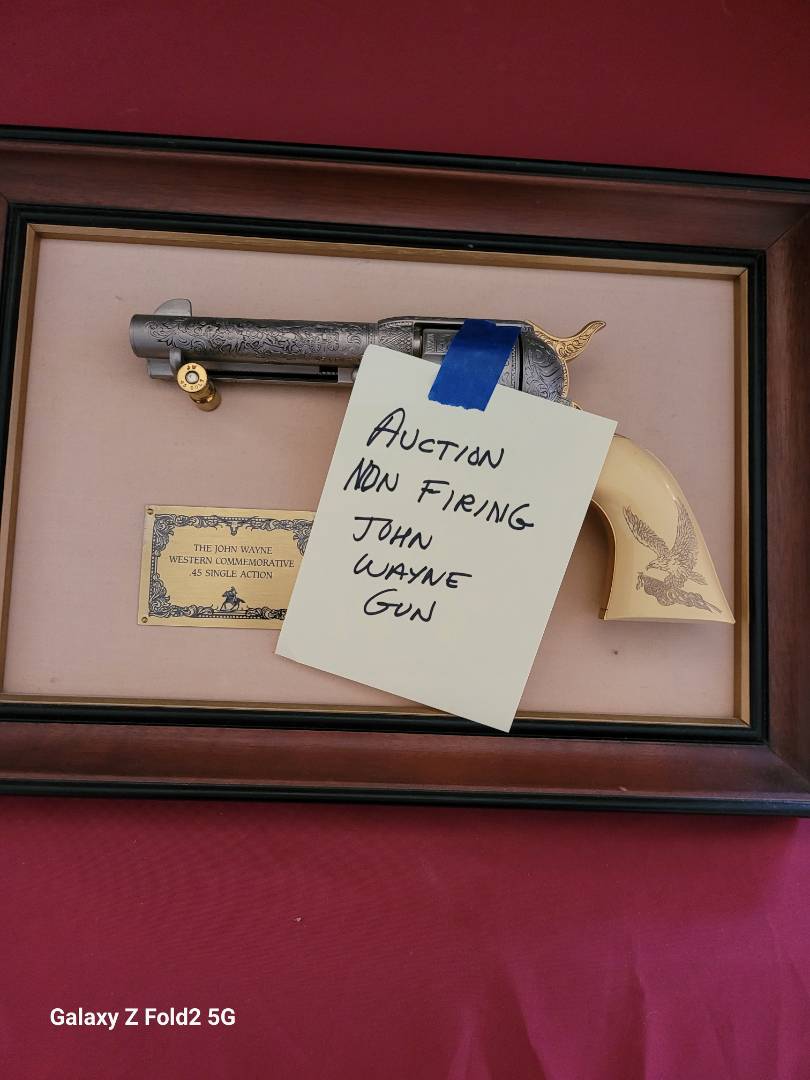 AUCTION
NON FIRING
JOHN
WAYNE
GUN
THE JOHN WAYNE
WESTERN COMMEMORATIVE
.45 SINGLE ACTION
Galaxy Z Fold2 5G